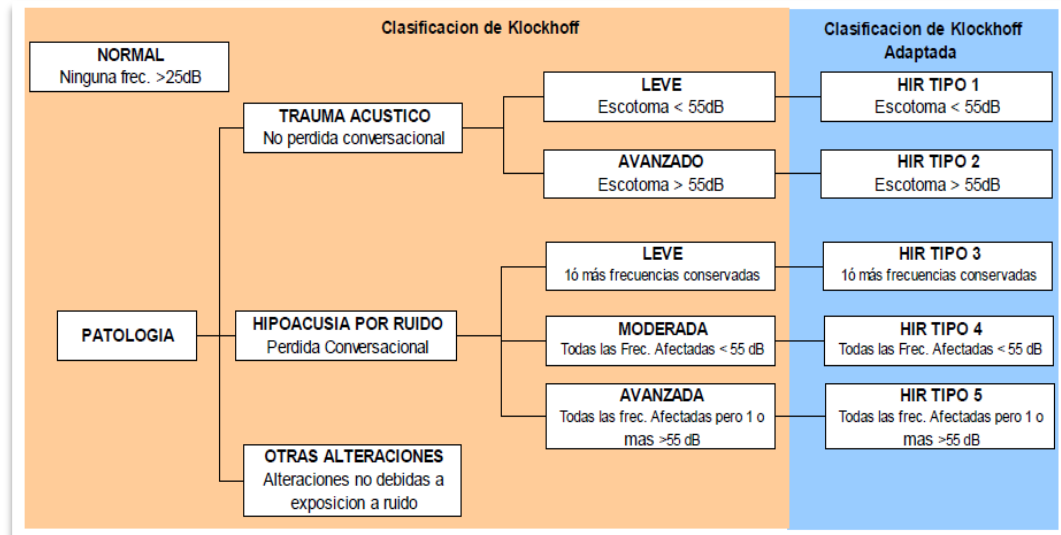 Clasificacion de Klockhoff
Clasificacion de Klockhoff
Adaptada
NORMAL
Ninguna frec. >25dB
PATOLOGIA
TRAUMA ACUSTICO
No perdida conversacional
LEVE
Escotoma < 55dB
HIR TIPO 1
Escotoma < 55dB
AVANZADO
Escotoma > 55dB
HIR TIPO 2
Escotoma > 55dB
HIPOACUSIA POR RUIDO
Perdida Conversacional
LEVE
1ó más frecuencias conservadas
HIR TIPO 3
1ó más frecuencias conservadas
MODERADA
Todas las Frec. Afectadas < 55 dB
HIR TIPO 4
Todas las Frec. Afectadas < 55 dB
AVANZADA
Todas las frec. Afectadas pero 1 o
mas >55 dB
HIR TIPO 5
Todas las frec. Afectadas pero 1 o
mas >55 dB
OTRAS ALTERACIONES
Alteraciones no debidas a
exposicion a ruido